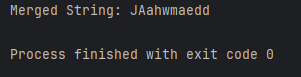 Merged String: JAahwmaedd
Process finished with exit code 0